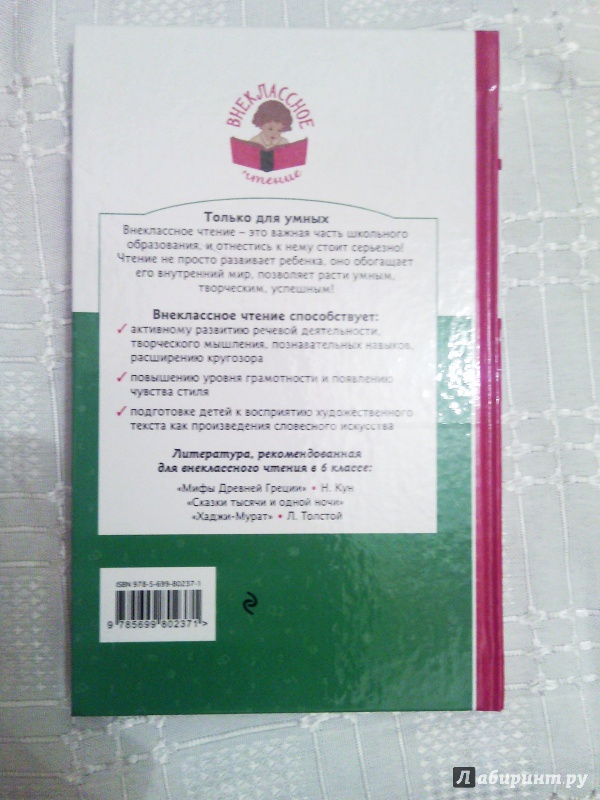 ВНЕКЛАССНОЕ
чтение
Только для умных
Внеклассное чтение – это важная часть школьного
образования, и отнестись к нему стоит серьезно!
Чтение не просто развивает ребенка, оно обогащает
его внутренний мир, позволяет расти умным,
творческим, успешным!
Внеклассное чтение способствует:
✓ активному развитию речевой деятельности,
творческого мышления, познавательных навыков,
расширению кругозора
✓ повышению уровня грамотности и появлению
чувства стиля
✓ подготовке детей к восприятию художественного
текста как произведения словесного искусства
Литература, рекомендованная
для внеклассного чтения в 6 классе:
«Мифы Древней Греции» • Н. Кун
«Сказки тысячи и одной ночи»
«Хаджи-Мурат» • Л. Толстой
ISBN 978-5-699-80237-1
9 785699 802371 >
Лабиринт.ру